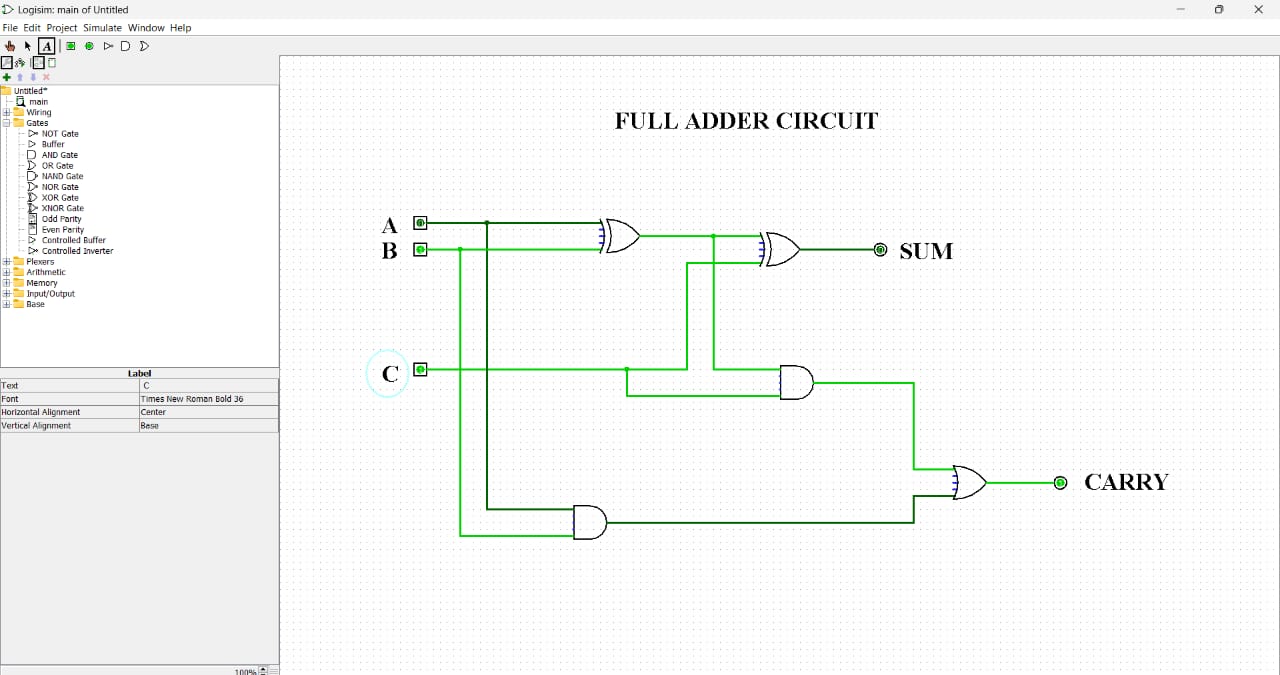 Logisim: main of Untitled
File Edit Project Simulate Window Help
A
Untitled*
main
Wiring
Gates
NOT Gate
Buffer
AND Gate
OR Gate
NAND Gate
NOR Gate
XOR Gate
XNOR Gate
Odd Parity
Even Parity
Controlled Buffer
Controlled Inverter
Plexers
Arithmetic
Memory
Input/Output
Base
Label
Text C
Font Times New Roman Bold 36
Horizontal Alignment Center
Vertical Alignment Base
100%
FULL ADDER CIRCUIT
A
B
SUM
C
CARRY